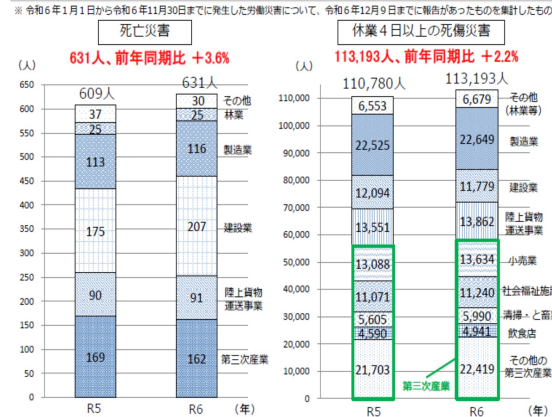 ※ 令和６年１月１日から令和６年11月30日までに発生した労働災害について、令和６年12月９日までに報告があったものを集計したもの
死亡災害
631人、前年同期比 ＋3.6%
（人）
650
600
550
500
450
400
350
300
250
200
150
100
50
0
609人
37
25
113
175
90
169
R5
631人
30
25
116
207
91
162
R6
（年）
その他
林業
製造業
建設業
陸上貨物
運送事業
第三次産業
休業４日以上の死傷災害
113,193人、前年同期比 ＋2.2%
（人）
110,000
100,000
90,000
80,000
70,000
60,000
50,000
40,000
30,000
20,000
10,000
0
110,780人
6,553
22,525
12,094
13,551
13,088
11,071
5,605
4,590
21,703
R5
113,193人
6,679
22,649
11,779
13,862
13,634
11,240
5,990
4,941
22,419
R6
（年）
その他
（林業等）
製造業
建設業
陸上貨物
運送事業
小売業
社会福祉施設
清掃・と畜
飲食店
その他の
第三次産業
第三次産業